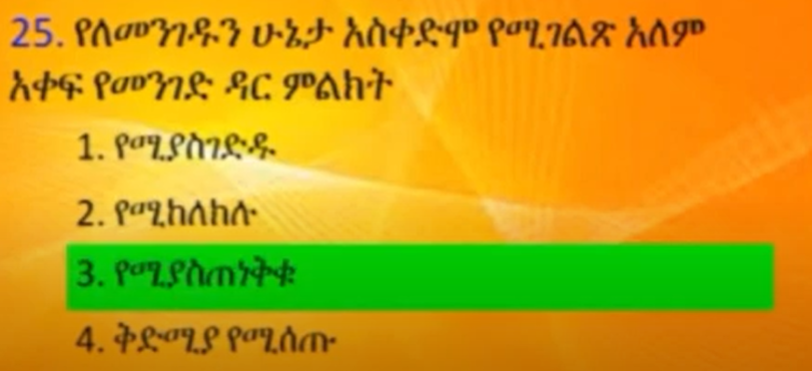 25. የለመንገዱን ሁኔታ አስቀድሞ የሚገልጽ አለም
አቀፍ የመንገድ ዳር ምልክት
1. የሚያስገድዱ
2. የሚከለክሉ
3. የሚያስጠነቅቁ
4. ቅድሚያ የሚሰጡ